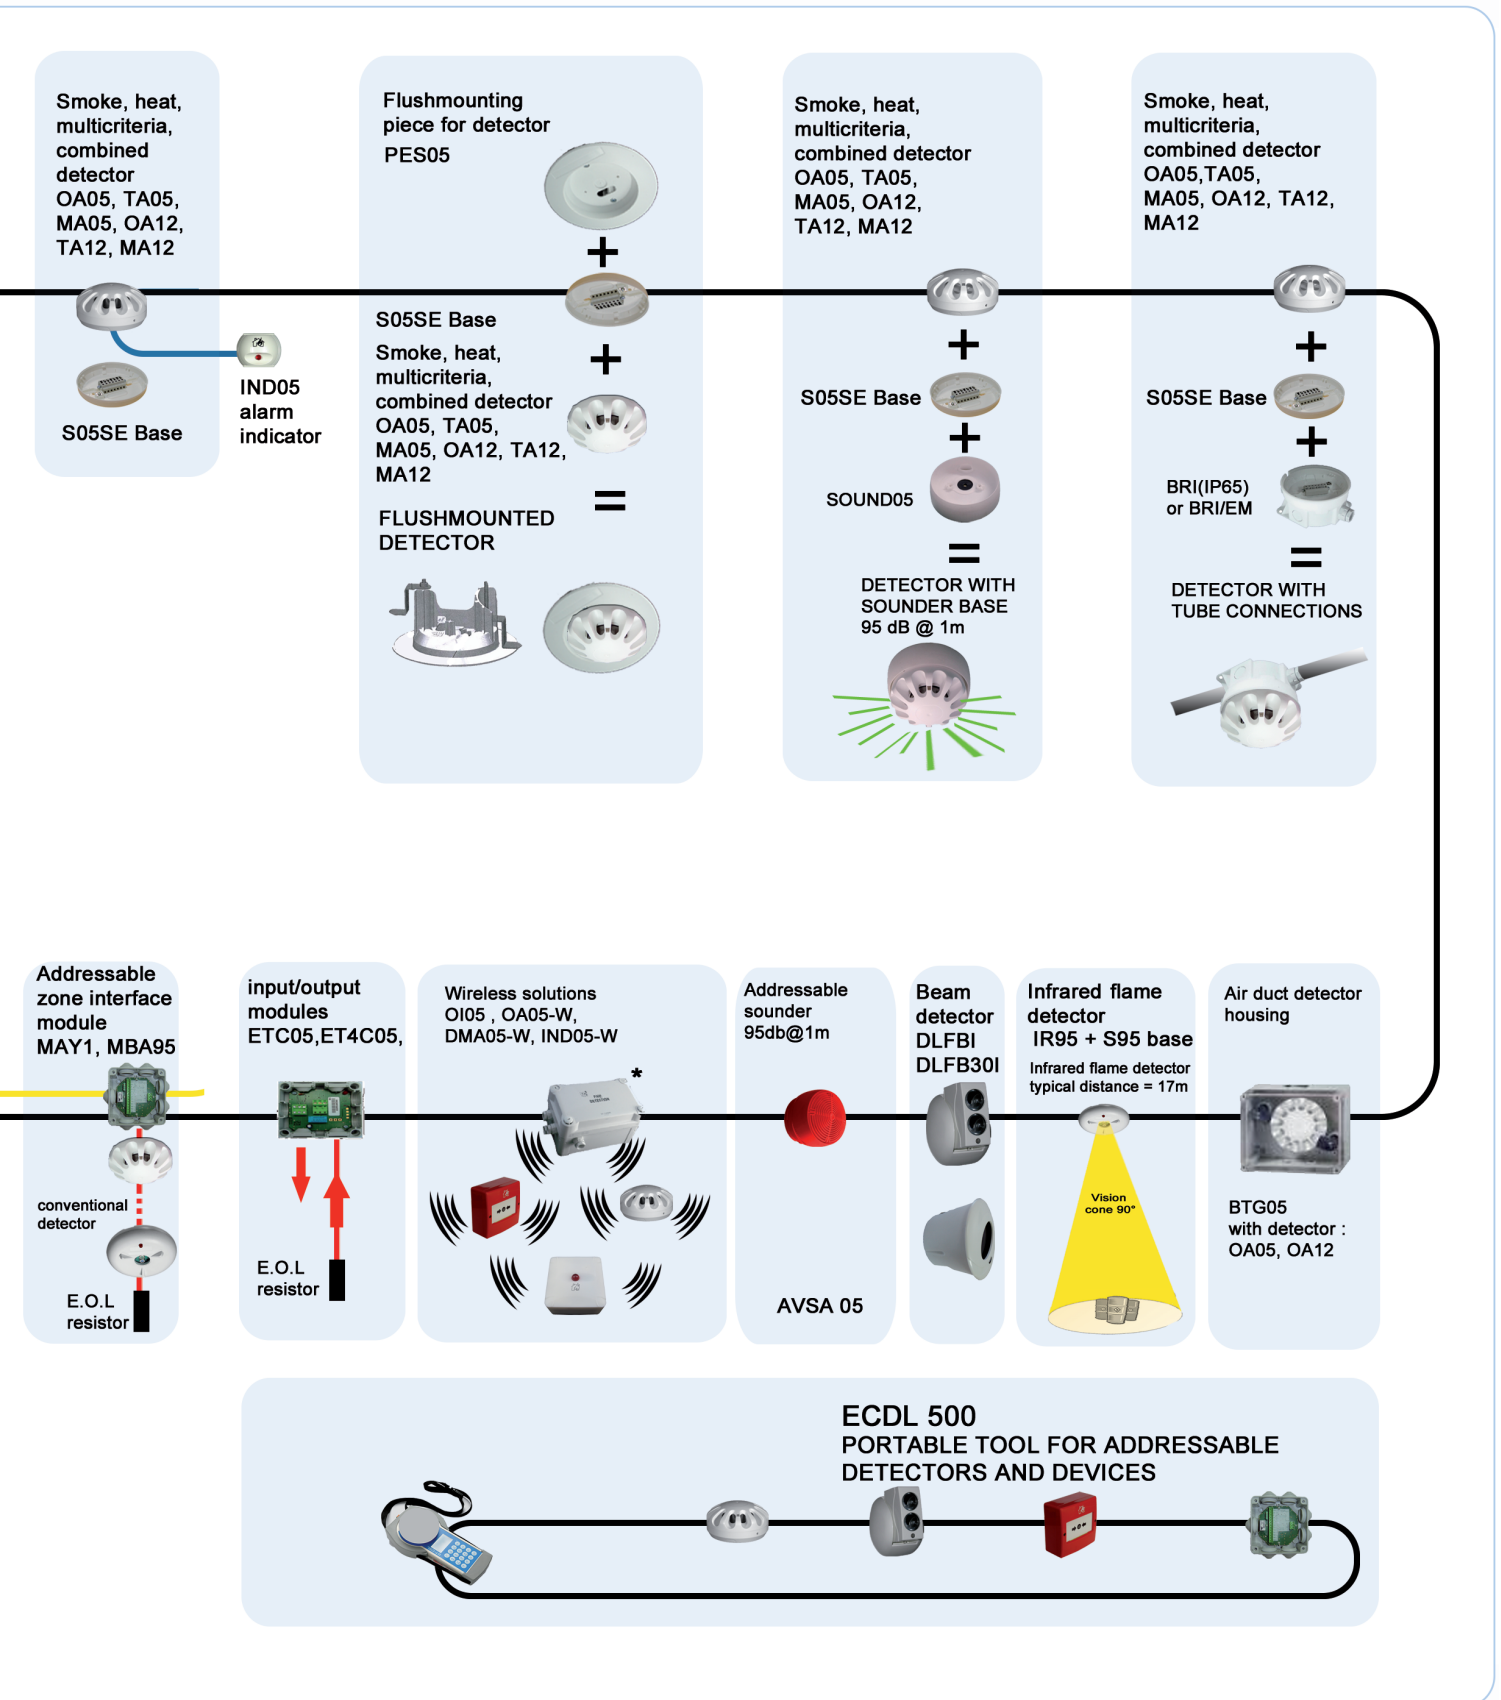 Smoke, heat,
multicriteria,
combined
detector
OA05, TA05,
MA05, OA12,
TA12, MA12
S05SE Base
IND05
alarm
indicator
Flushmounting
piece for detector
PES05
+
S05SE Base
+
Smoke, heat,
multicriteria,
combined detector
OA05, TA05,
MA05, OA12, TA12,
MA12
=
FLUSHMOUNTED
DETECTOR
Smoke, heat,
multicriteria,
combined detector
OA05, TA05,
MA05, OA12,
TA12, MA12
+
S05SE Base
+
SOUND05
=
DETECTOR WITH
SOUNDER BASE
95 dB @ 1m
Smoke, heat,
multicriteria,
combined detector
OA05,TA05,
MA05, OA12, TA12,
MA12
+
S05SE Base
+
BRI(IP65)
or BRI/EM
=
DETECTOR WITH
TUBE CONNECTIONS
Addressable
zone interface
module
MAY1, MBA95
conventional
detector
E.O.L
resistor
input/output
modules
ETC05,ET4C05,
E.O.L
resistor
Wireless solutions
OI05 , OA05-W,
DMA05-W, IND05-W
*
FIRE
DETECTION
Addressable
sounder
95db@1m
AVSA 05
Beam
detector
DLFBI
DLFB30I
Infrared flame
detector
IR95 + S95 base
Infrared flame detector
typical distance = 17m
Vision
cone 90°
Air duct detector
housing
BTG05
with detector :
OA05, OA12
ECDL 500
PORTABLE TOOL FOR ADDRESSABLE
DETECTORS AND DEVICES